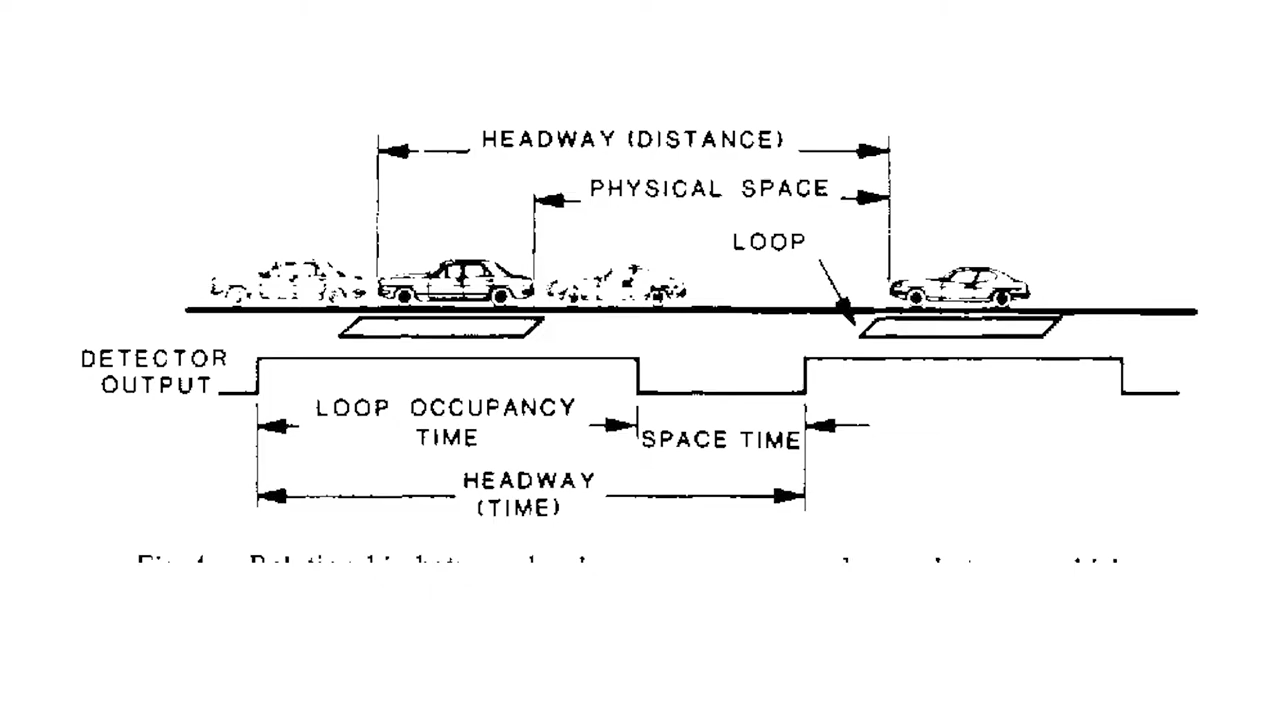 HEADWAY (DISTANCE)
PHYSICAL SPACE
LOOP
DETECTOR
OUTPUT
LOOP OCCUPANCY
TIME
SPACE TIME
HEADWAY
(TIME)